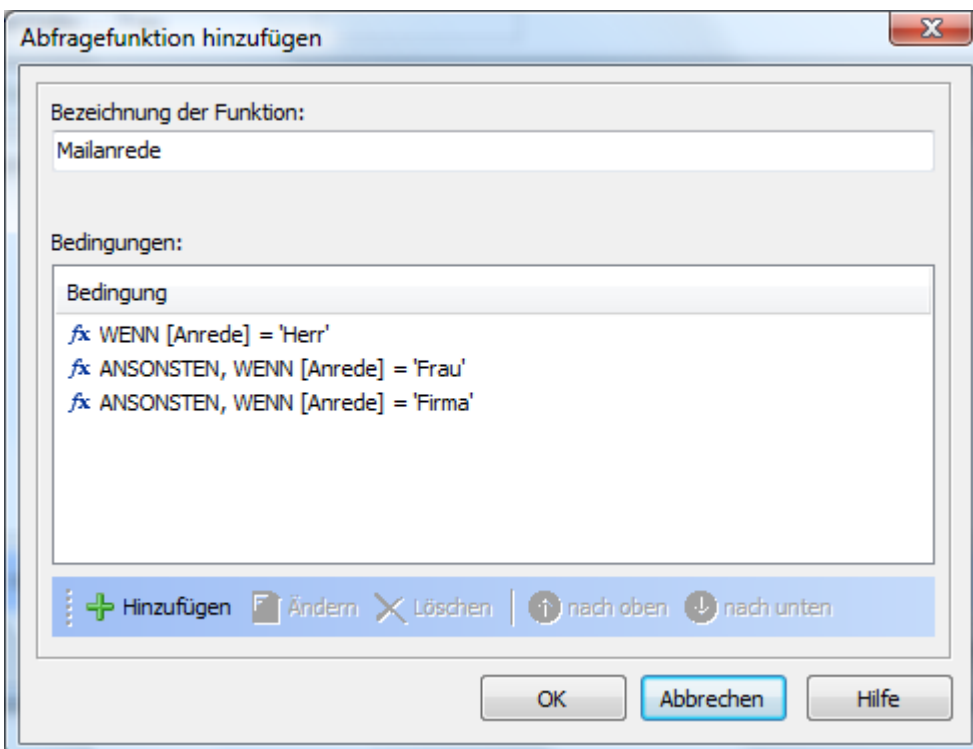 Abfragefunktion hinzufügen
Bezeichnung der Funktion:
Mailanrede
Bedingungen:
Bedingung
fx WENN [Anrede] = 'Herr'
fx ANSONSTEN, WENN [Anrede] = 'Frau'
fx ANSONSTEN, WENN [Anrede] = 'Firma'
Hinzufügen Ändern Löschen nach oben nach unten
OK Abbrechen Hilfe